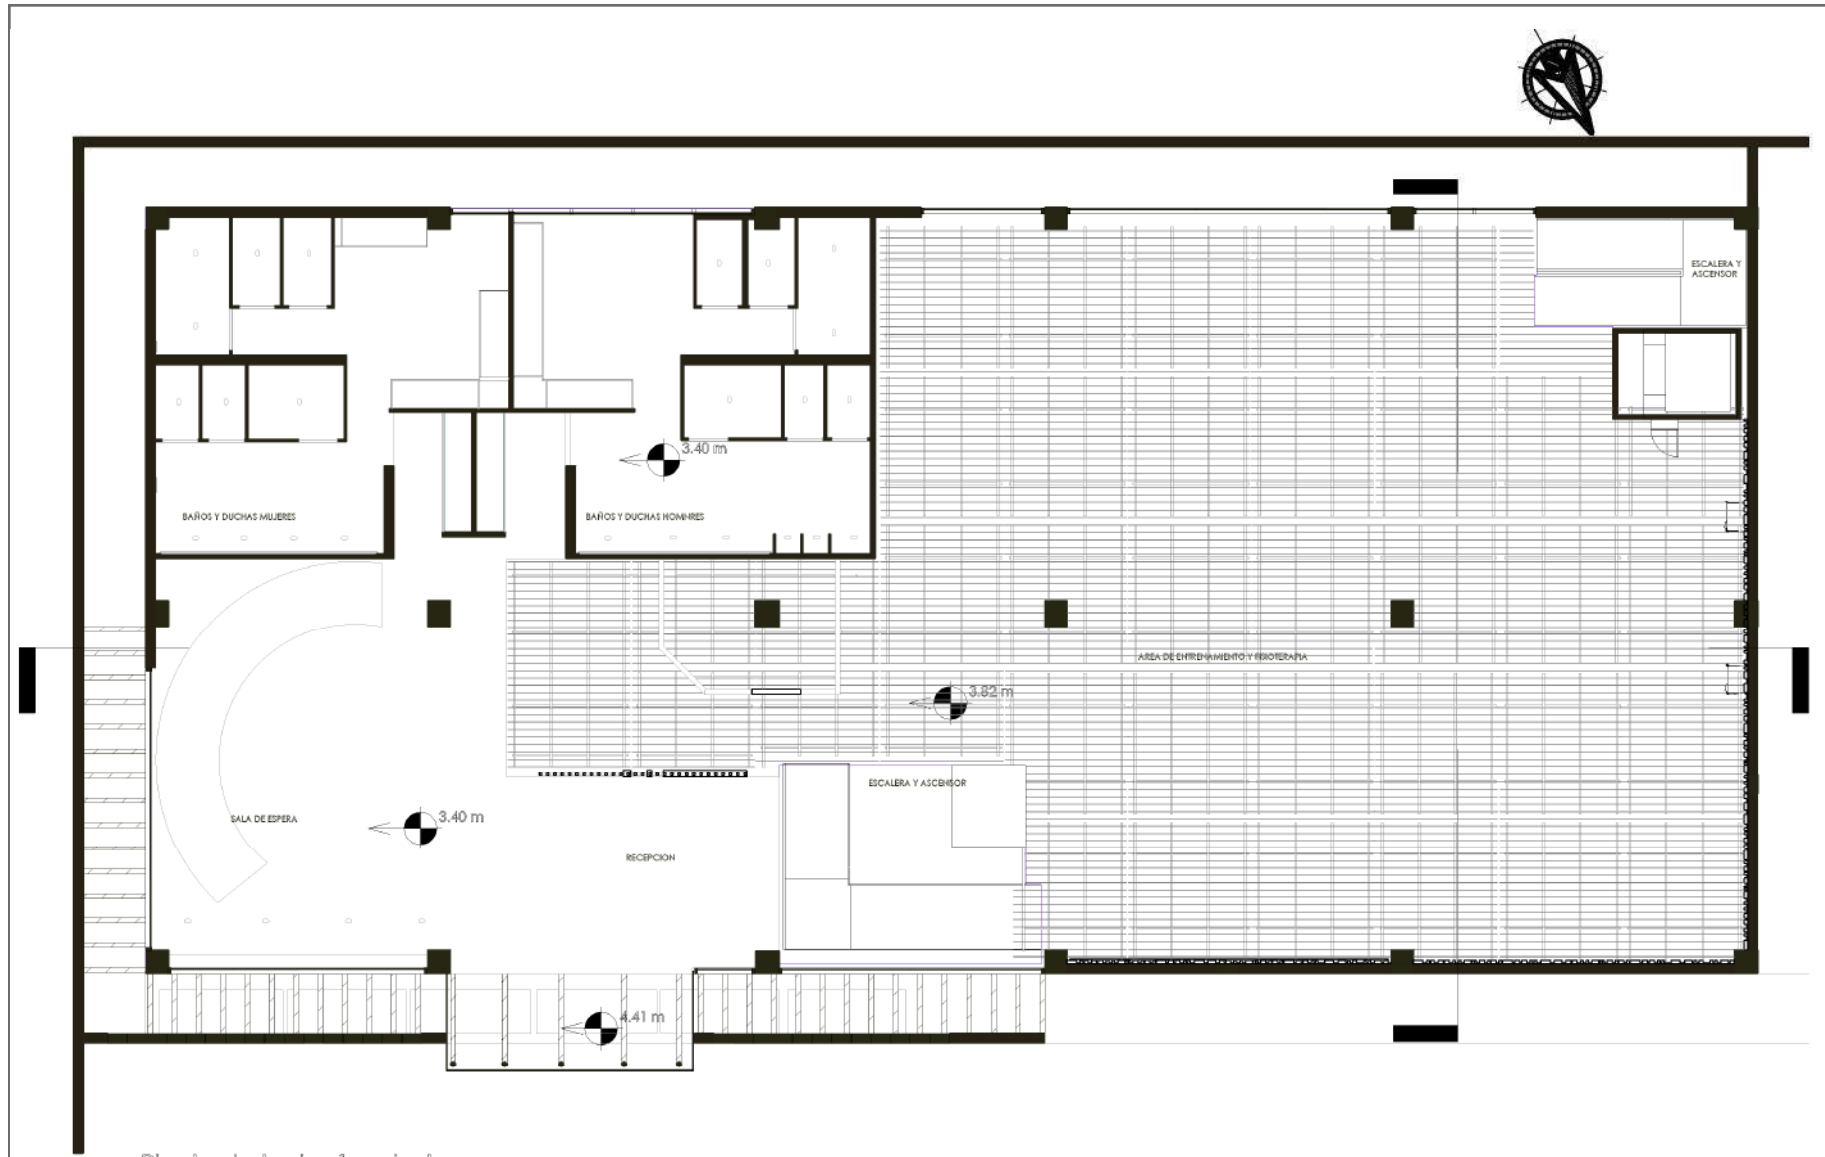 ESCALERA Y
ASCENSOR
3.40 m
BAÑOS Y DUCHAS MUJERES
BAÑOS Y DUCHAS HOMNRES
AREA DE ENTRENAMIENTO Y FISIOTERAPIA
3.82 m
ESCALERA Y ASCENSOR
SALA DE ESPERA
3.40 m
RECEPCION
4.41 m